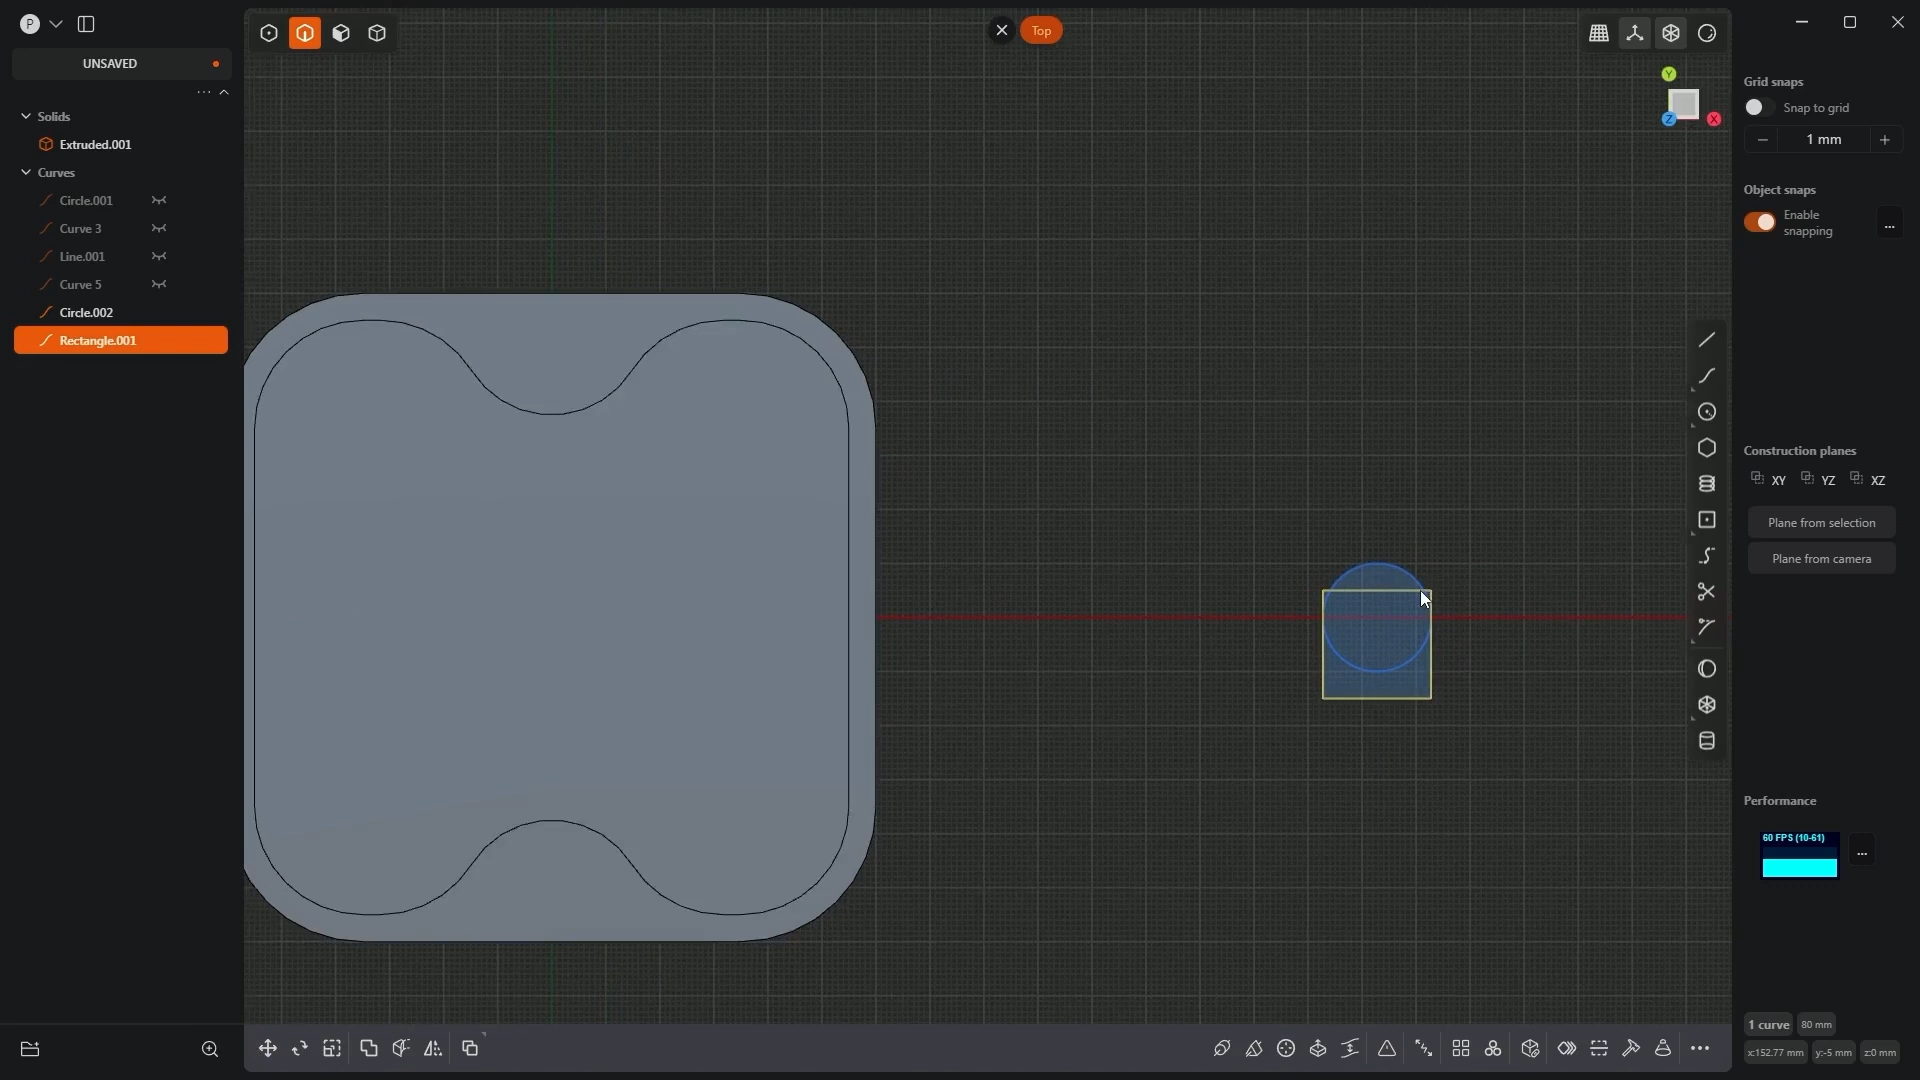 P
UNSAVED
...
Solids
Extruded.001
Curves
Circle.001
Curve 3
Line.001
Curve 5
Circle.002
Rectangle.001
Top
Y
Z
X
Grid snaps
Snap to grid
1 mm
Object snaps
Enable
snapping
...
Construction planes
XY YZ XZ
Plane from selection
Plane from camera
Performance
60 FPS (10-61)
...
1 curve 80 mm
x:152.77 mm y:-5 mm z:0 mm